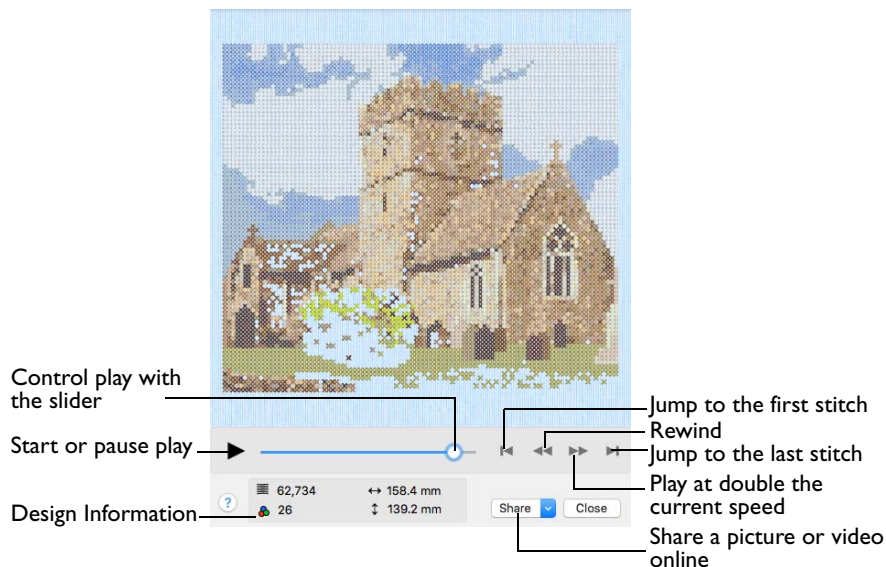 Control play with
the slider
Start or pause play
Design Information
62,734
158.4 mm
26
139.2 mm
?
Share
Close
Jump to the first stitch
Rewind
Jump to the last stitch
Play at double the
current speed
Share a picture or video
online